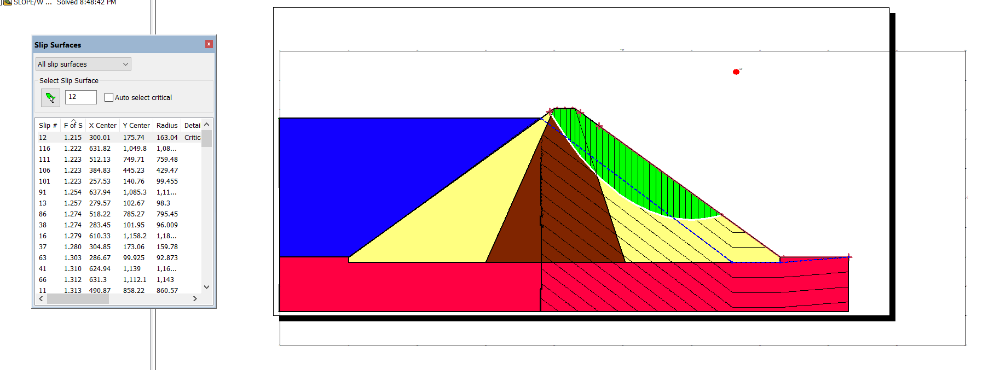 SLOPE/W ... Solved 8:48:42 PM
Slip Surfaces
All slip surfaces
Select Slip Surface
12
Auto select critical
Slip # F of S X Center Y Center Radius Detai
12 1.215 300.01 175.74 163.04 Critic
116 1.222 631.82 1,049.8 1,08...
111 1.223 512.13 749.71 759.48
106 1.223 384.83 445.23 429.47
101 1.223 257.53 140.76 99.455
91 1.254 637.94 1,085.3 1,11...
13 1.257 279.57 102.67 98.3
86 1.274 518.22 785.27 795.45
38 1.274 283.45 101.95 96.009
16 1.279 610.33 1,158.2 1,18...
37 1.280 304.85 173.06 159.78
63 1.303 286.67 99.925 92.873
41 1.310 624.94 1,139 1,16...
66 1.312 631.3 1,112.1 1,143
11 1.313 490.87 858.22 860.57